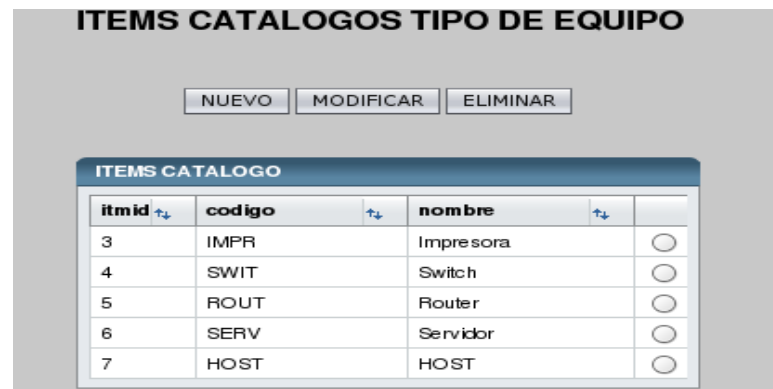 ITEMS CATALOGOS TIPO DE EQUIPO
NUEVO MODIFICAR ELIMINAR
ITEMS CATALOGO
itmid codigo nombre
3 IMPR Impresora
4 SWIT Switch
5 ROUT Router
6 SERV Servidor
7 HOST HOST